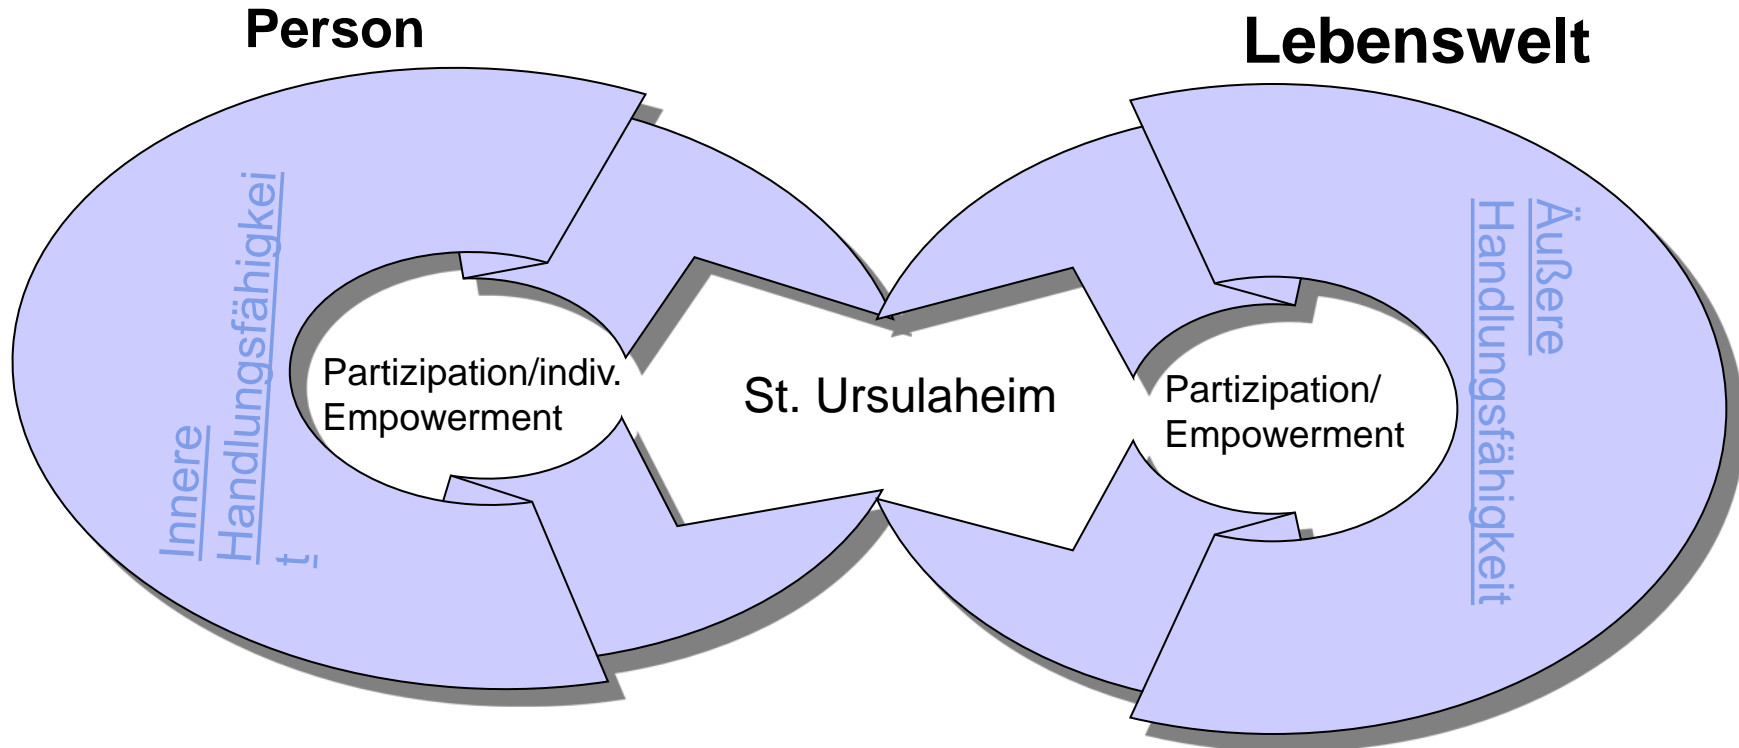 Person
Lebenswelt
Innere
Handlungsfähigkei
t
Partizipation/indiv.
Empowerment
St. Ursulaheim
Partizipation/
Empowerment
Äußere
Handlungsfähigkeit